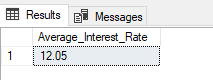 Results Messages
Average_Interest_Rate
1 12.05